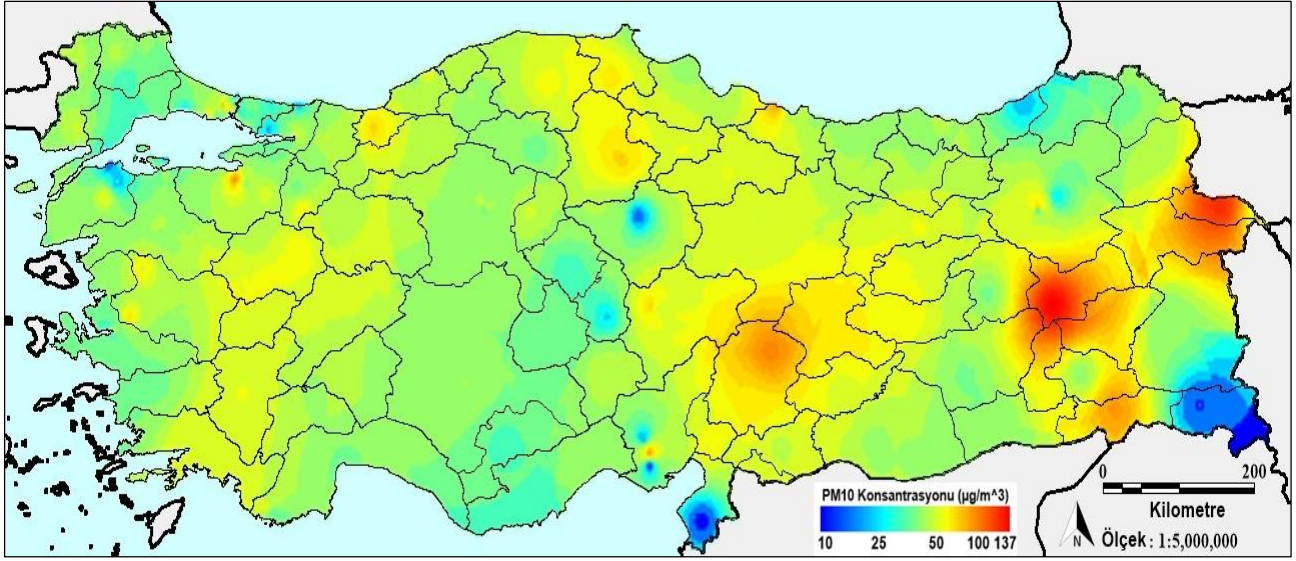 PM10 Konsantrasyonu (µg/m^3)
10 25 50 100 137
0 200
Kilometre
N
Ölçek : 1:5,000,000